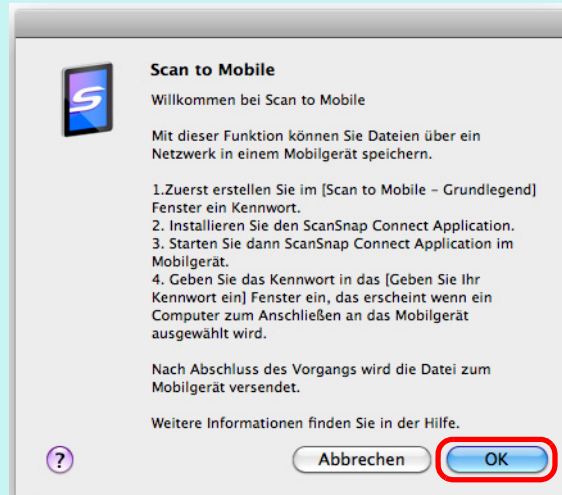 Scan to Mobile
Willkommen bei Scan to Mobile
Mit dieser Funktion können Sie Dateien über ein
Netzwerk in einem Mobilgerät speichern.
1.Zuerst erstellen Sie im [Scan to Mobile – Grundlegend]
Fenster ein Kennwort.
2. Installieren Sie den ScanSnap Connect Application.
3. Starten Sie dann ScanSnap Connect Application im
Mobilgerät.
4. Geben Sie das Kennwort in das [Geben Sie Ihr
Kennwort ein] Fenster ein, das erscheint wenn ein
Computer zum Anschließen an das Mobilgerät
ausgewählt wird.
Nach Abschluss des Vorgangs wird die Datei zum
Mobilgerät versendet.
Weitere Informationen finden Sie in der Hilfe.
? Abbrechen OK